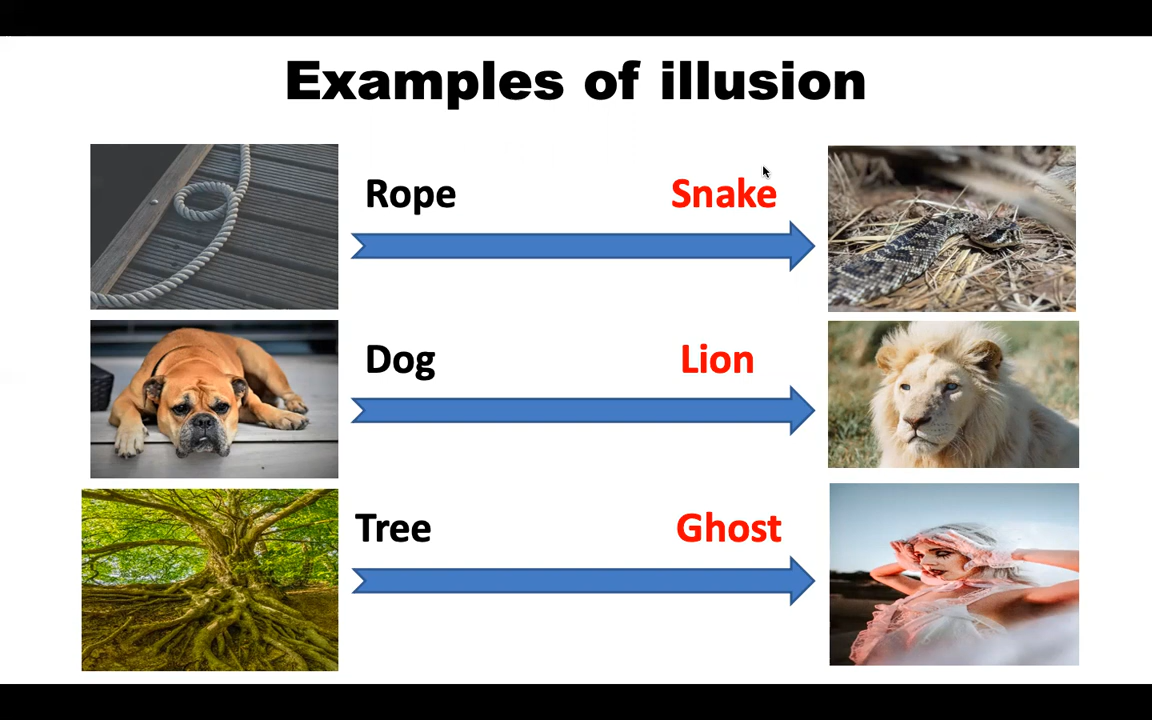 Examples of illusion
Rope
Snake
Dog
Lion
Tree
Ghost